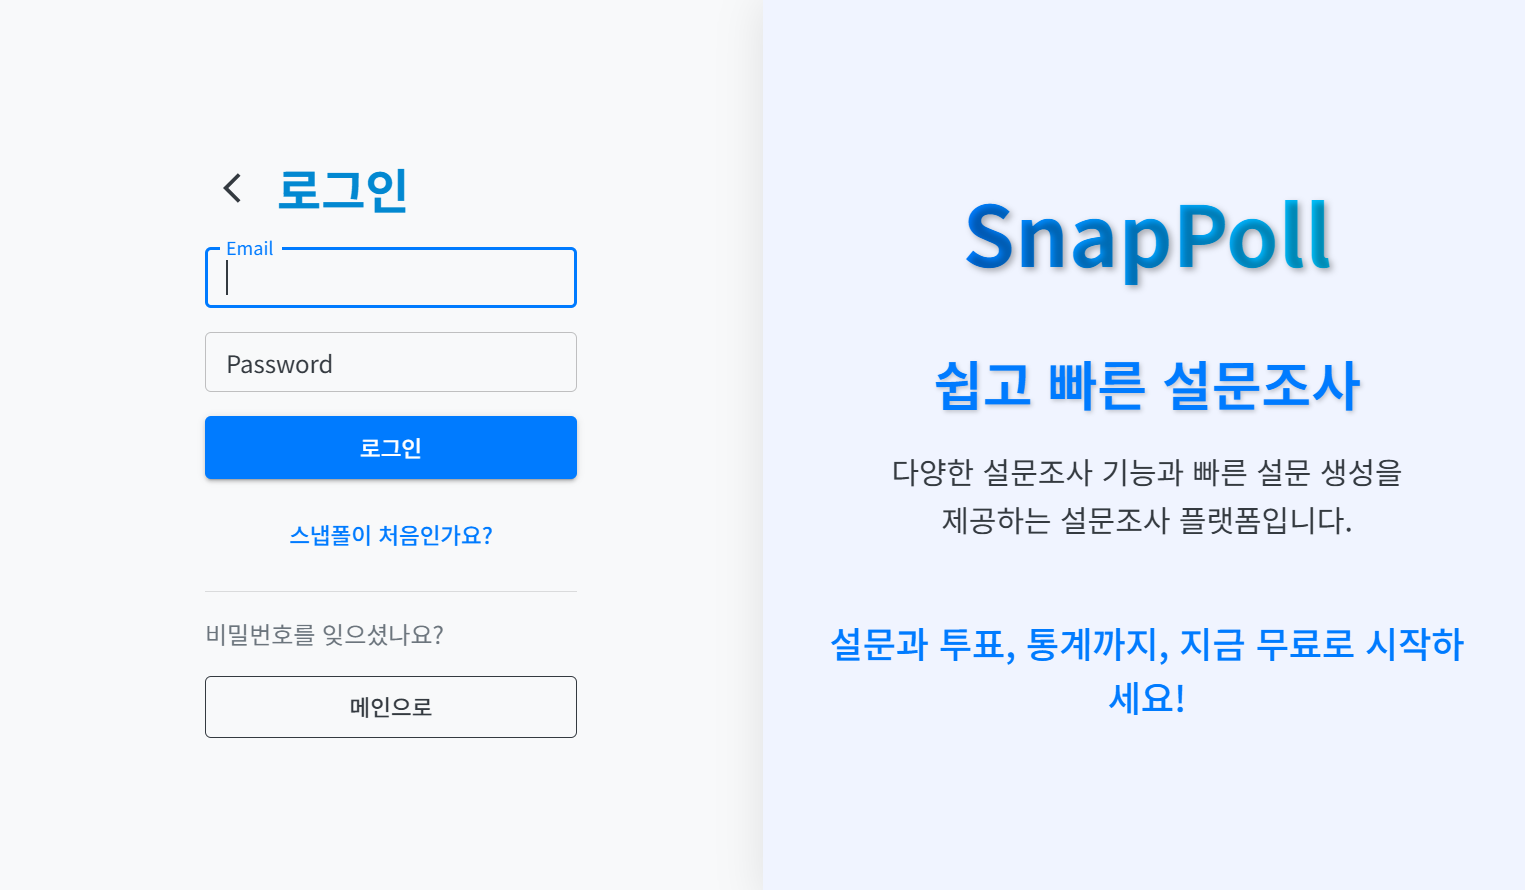 로그인
Email
Password
로그인
스냅폴이 처음인가요?
비밀번호를 잊으셨나요?
메인으로
SnapPoll
쉽고 빠른 설문조사
다양한 설문조사 기능과 빠른 설문 생성을
제공하는 설문조사 플랫폼입니다.
설문과 투표, 통계까지, 지금 무료로 시작하
세요!